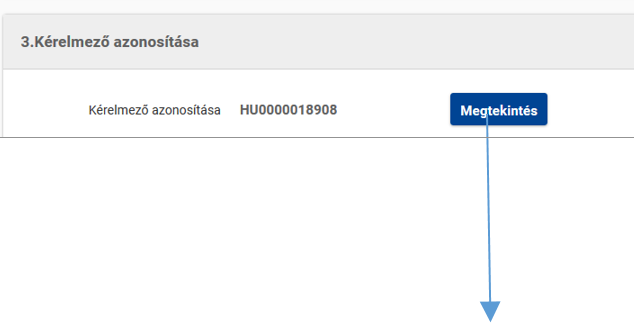 3.Kérelmező azonosítása
Kérelmező azonosítása HU0000018908 Megtekintés